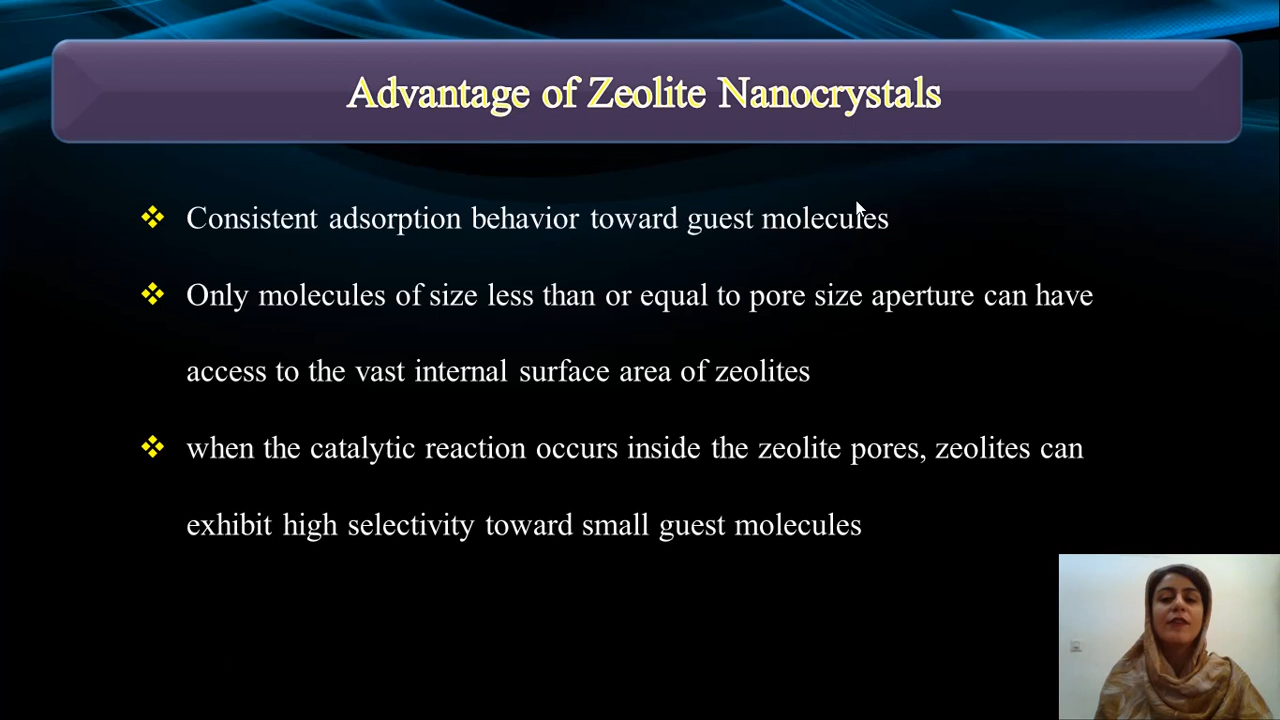 Advantage of Zeolite Nanocrystals
Consistent adsorption behavior toward guest molecules
Only molecules of size less than or equal to pore size aperture can have
access to the vast internal surface area of zeolites
when the catalytic reaction occurs inside the zeolite pores, zeolites can
exhibit high selectivity toward small guest molecules